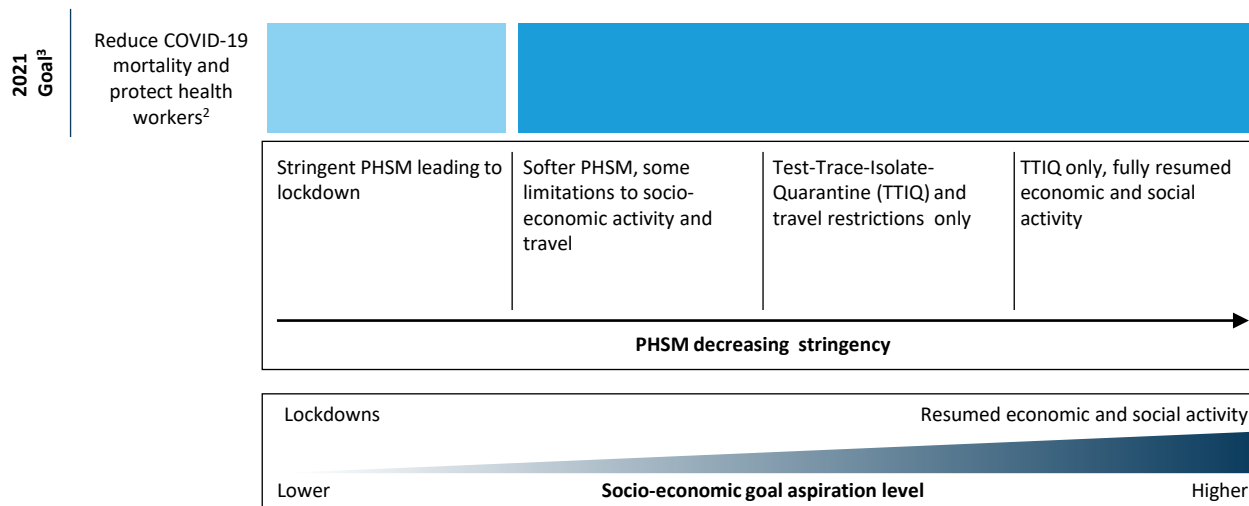 2021
Goal³
Reduce COVID-19
mortality and
protect health
workers²
Stringent PHSM leading to
lockdown
Softer PHSM, some
limitations to socio-
economic activity and
travel
Test-Trace-Isolate-
Quarantine (TTIQ) and
travel restrictions only
TTIQ only, fully resumed
economic and social
activity
PHSM decreasing stringency
Lockdowns
Resumed economic and social activity
Lower
Socio-economic goal aspiration level
Higher